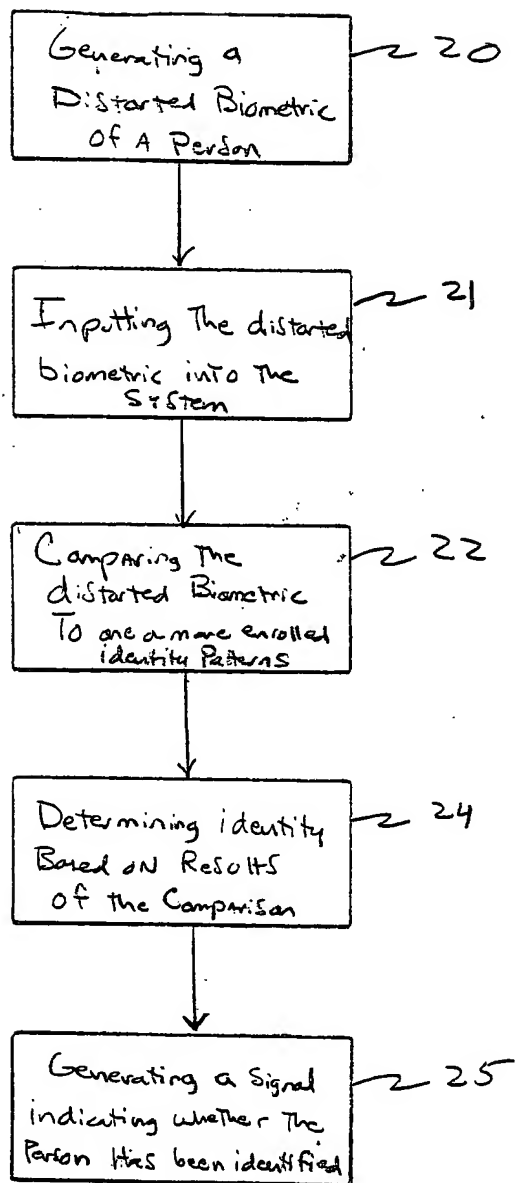 Generating a
Distorted Biometric
Of A Person
20
Inputting The distorted
biometric into The
System
21
Comparing The
distorted Biometric
To one or more enrolled
identity Patterns
22
Determining identity
Based on Results
of the Comparison
24
Generating a Signal
indicating whether The
Person Has been identified
25